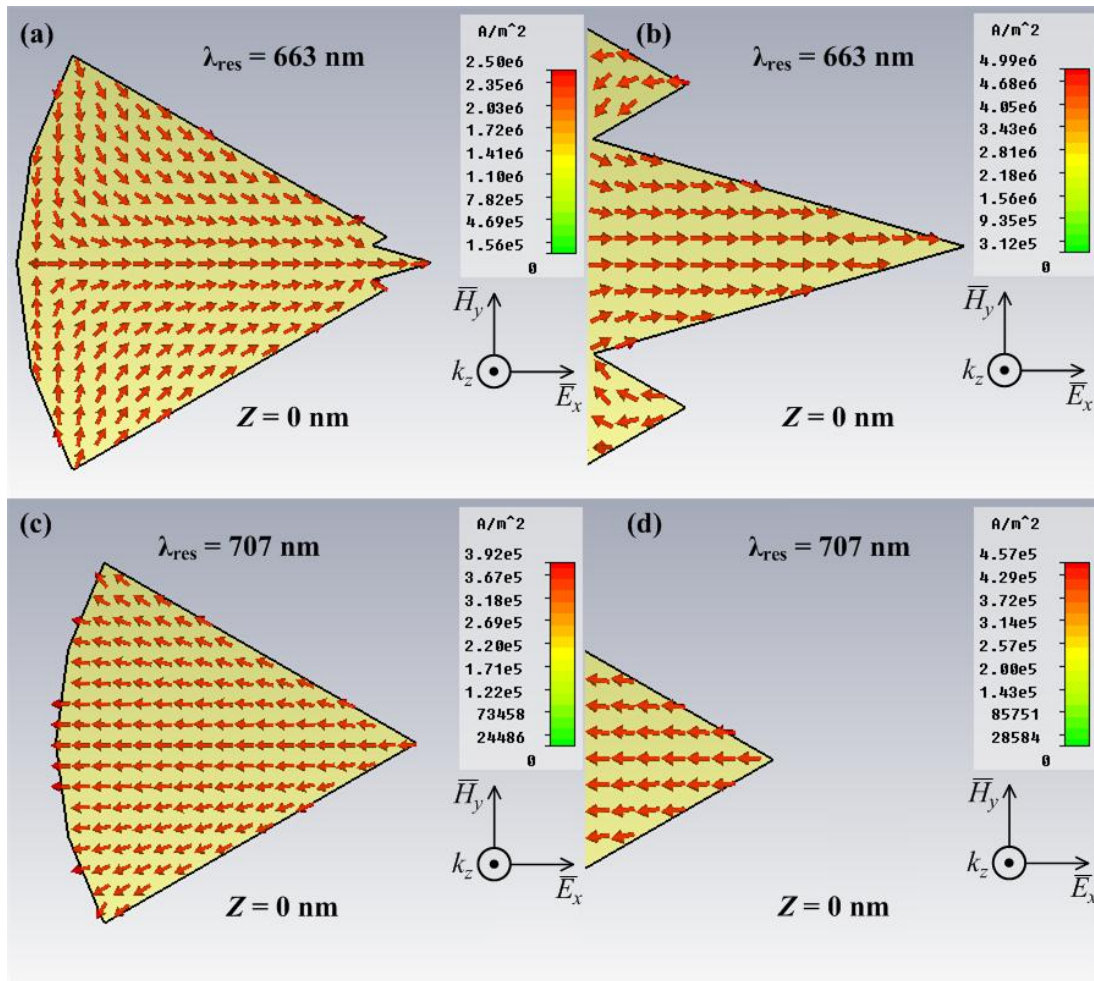 (a)
λres = 663 nm
A/m^2
2.50e6
2.35e6
2.03e6
1.72e6
1.41e6
1.10e6
7.82e5
4.69e5
1.56e5
0
H̅y
kz
E̅x
Z = 0 nm
(b)
λres = 663 nm
A/m^2
4.99e6
4.68e6
4.05e6
3.43e6
2.81e6
2.18e6
1.56e6
9.35e5
3.12e5
0
H̅y
kz
E̅x
Z = 0 nm
(c)
λres = 707 nm
A/m^2
3.92e5
3.67e5
3.18e5
2.69e5
2.20e5
1.71e5
1.22e5
73458
24486
0
H̅y
kz
E̅x
Z = 0 nm
(d)
λres = 707 nm
A/m^2
4.57e5
4.29e5
3.72e5
3.14e5
2.57e5
2.00e5
1.43e5
85751
28584
0
H̅y
kz
E̅x
Z = 0 nm